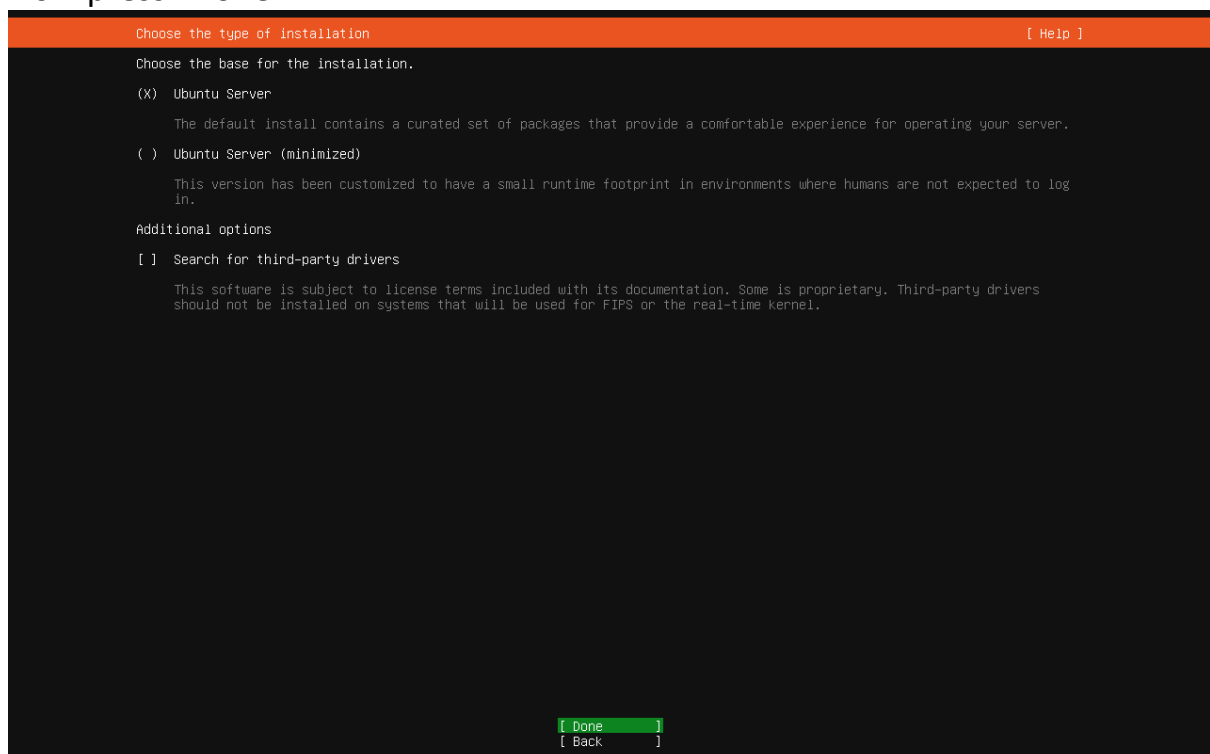 Choose the type of installation [ Help ]
Choose the base for the installation.
(X) Ubuntu Server
The default install contains a curated set of packages that provide a comfortable experience for operating your server.
( ) Ubuntu Server (minimized)
This version has been customized to have a small runtime footprint in environments where humans are not expected to log
in.
Additional options
[ ] Search for third-party drivers
This software is subject to license terms included with its documentation. Some is proprietary. Third-party drivers
should not be installed on systems that will be used for FIPS or the real-time kernel.
[ Done ]
[ Back ]